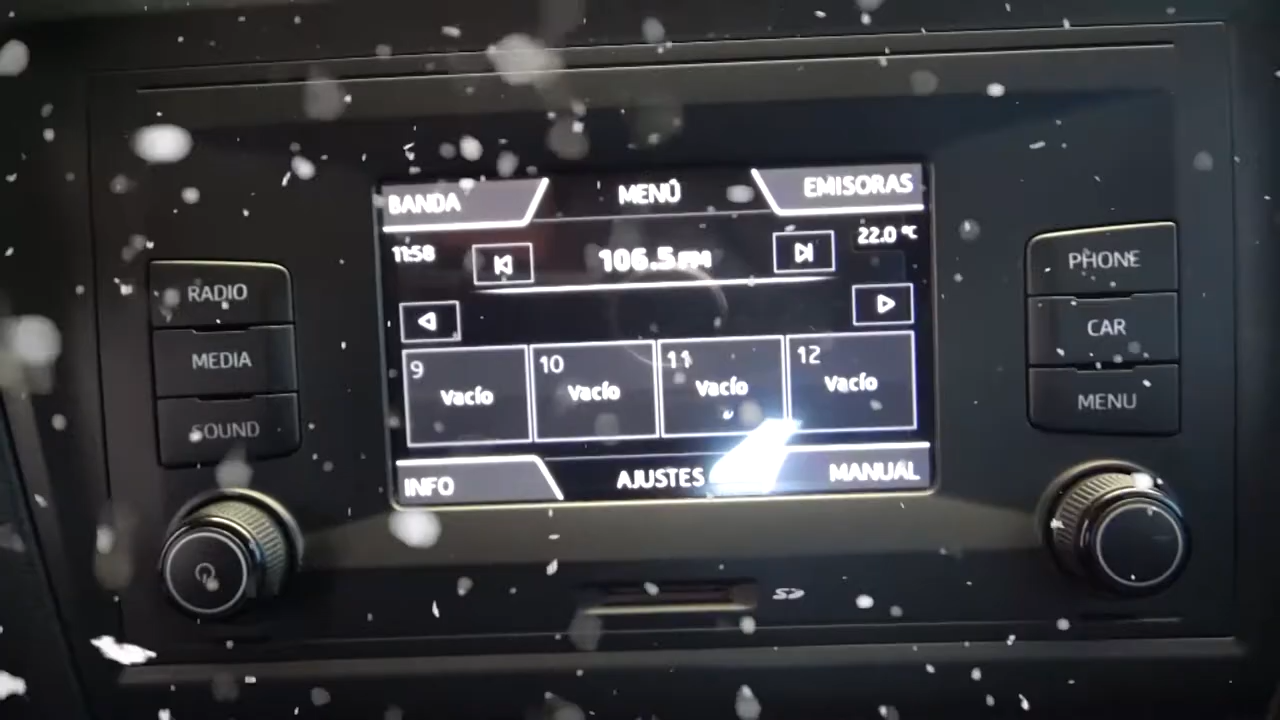 BANDA MENÚ EMISORAS
11:58 106.5 FM 22.0 °C
9 10 11 12
Vacío Vacío Vacío Vacío
INFO AJUSTES MANUAL
RADIO
MEDIA
SOUND
PHONE
CAR
MENU
SD